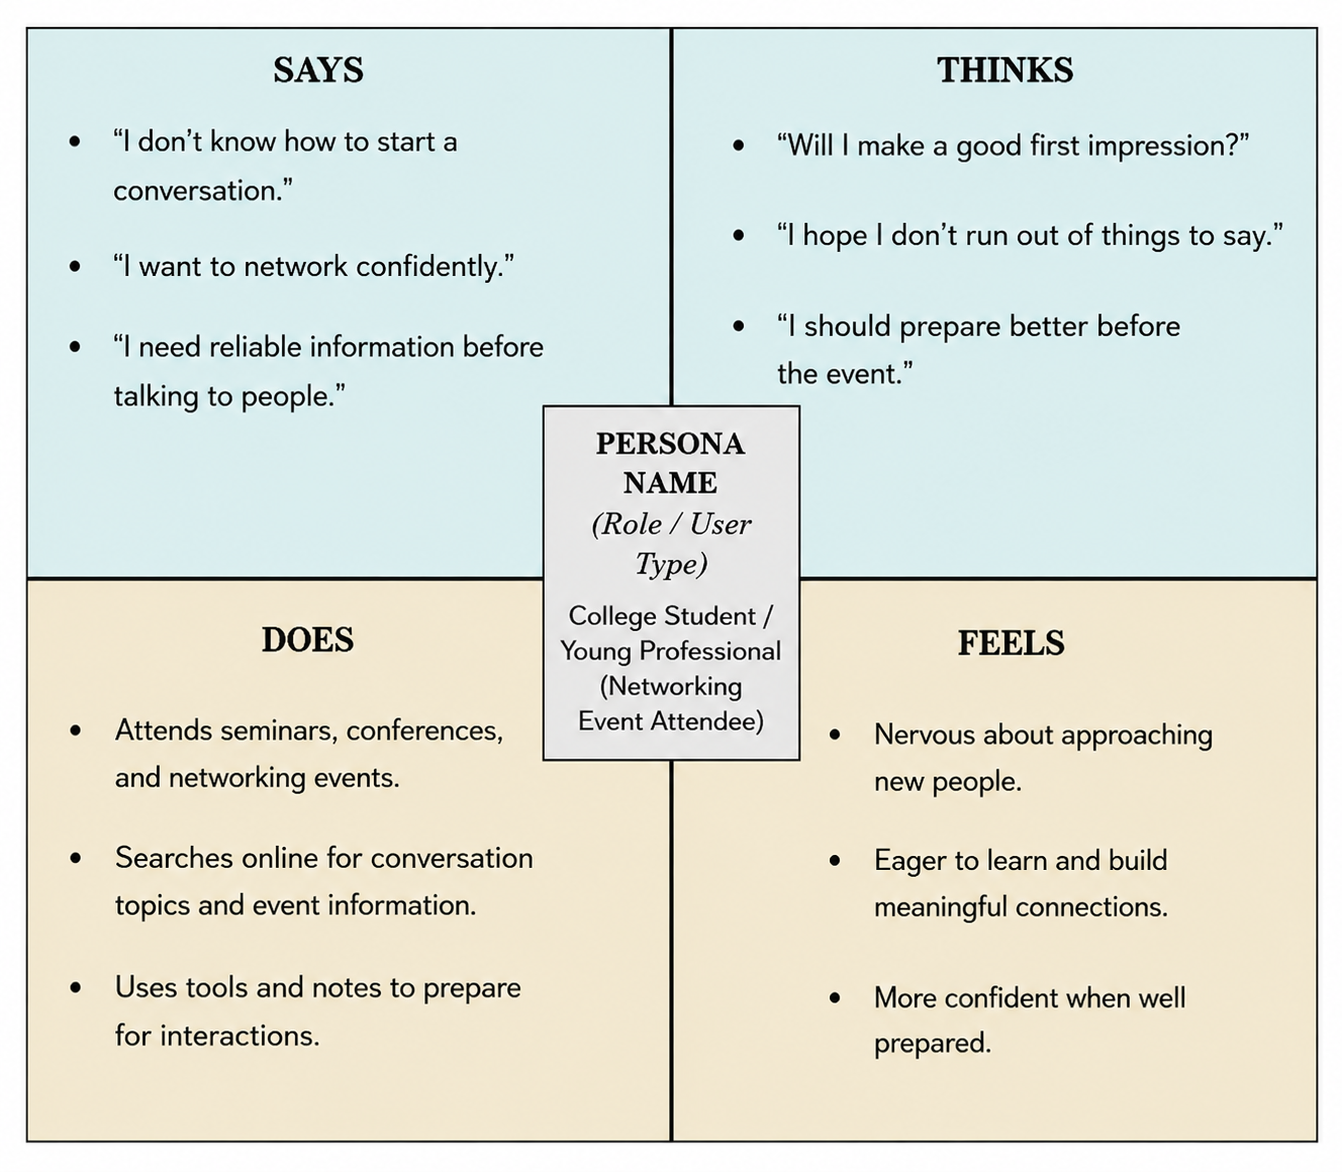 SAYS
• “I don’t know how to start a
conversation.”
• “I want to network confidently.”
• “I need reliable information before
talking to people.”
THINKS
• “Will I make a good first impression?”
• “I hope I don’t run out of things to say.”
• “I should prepare better before
the event.”
PERSONA
NAME
(Role / User
Type)
College Student /
Young Professional
(Networking
Event Attendee)
DOES
• Attends seminars, conferences,
and networking events.
• Searches online for conversation
topics and event information.
• Uses tools and notes to prepare
for interactions.
FEELS
• Nervous about approaching
new people.
• Eager to learn and build
meaningful connections.
• More confident when well
prepared.